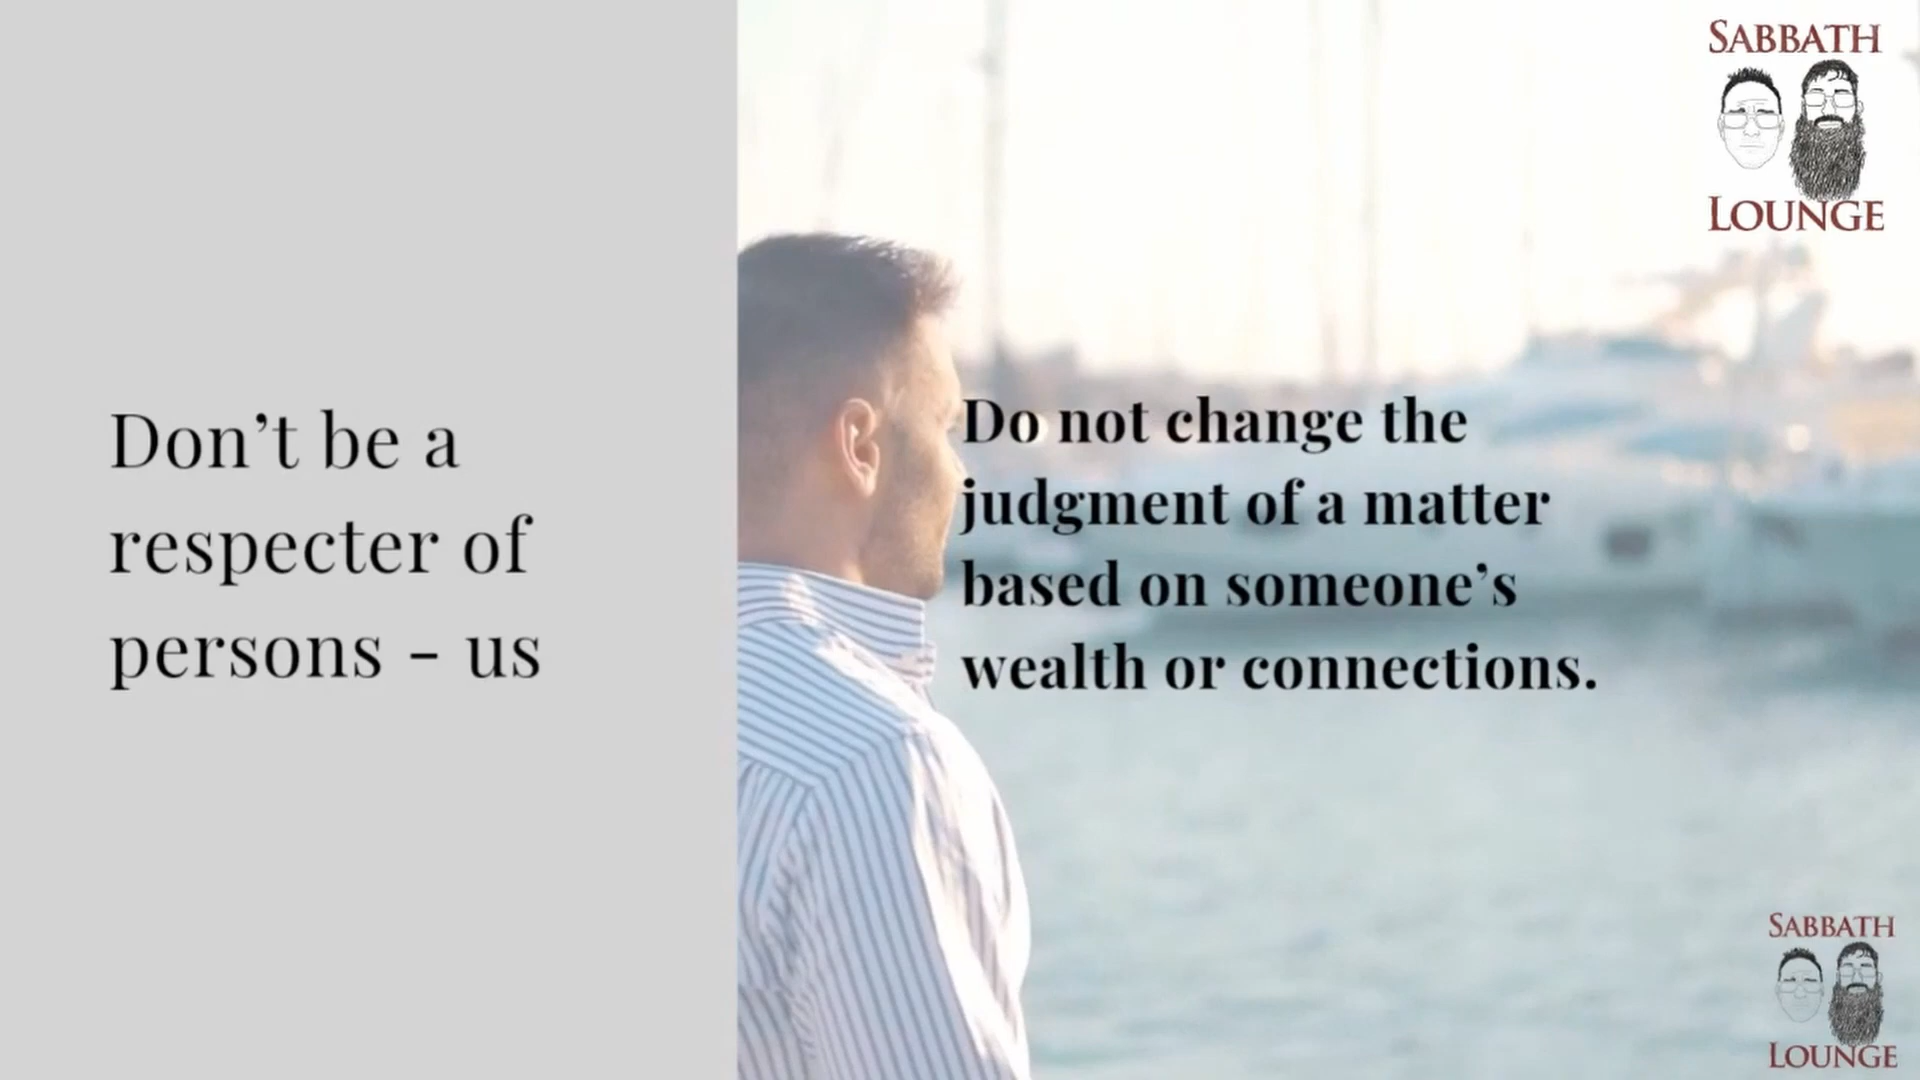 Don’t be a
respecter of
persons - us
Do not change the
judgment of a matter
based on someone’s
wealth or connections.
SABBATH
LOUNGE
SABBATH
LOUNGE